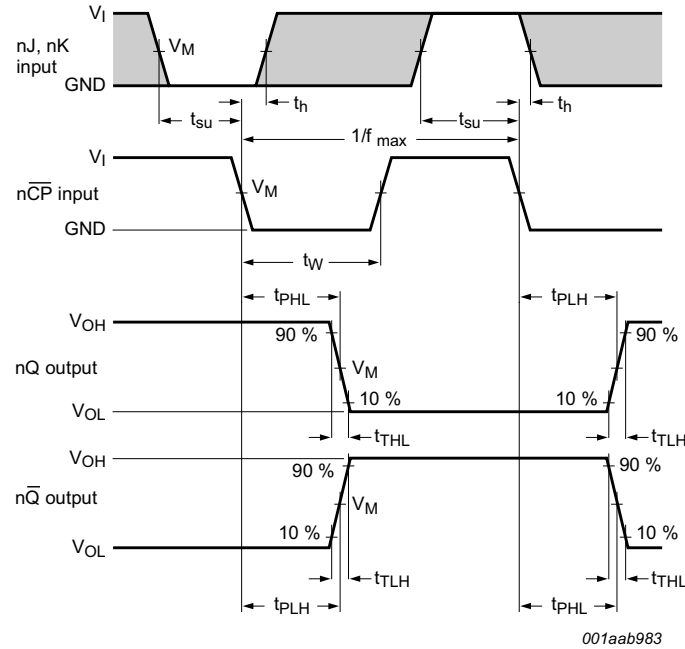 V_I
nJ, nK
input
V_M
GND
t_su
t_h
t_su
t_h
1/f_max
V_I
nC̅P̅ input
V_M
GND
t_W
t_PHL
t_PLH
V_OH
90 %
90 %
nQ output
V_M
10 %
10 %
V_OL
t_THL
t_TLH
V_OH
90 %
90 %
nQ̅ output
V_M
10 %
10 %
V_OL
t_TLH
t_THL
t_PLH
t_PHL
001aab983